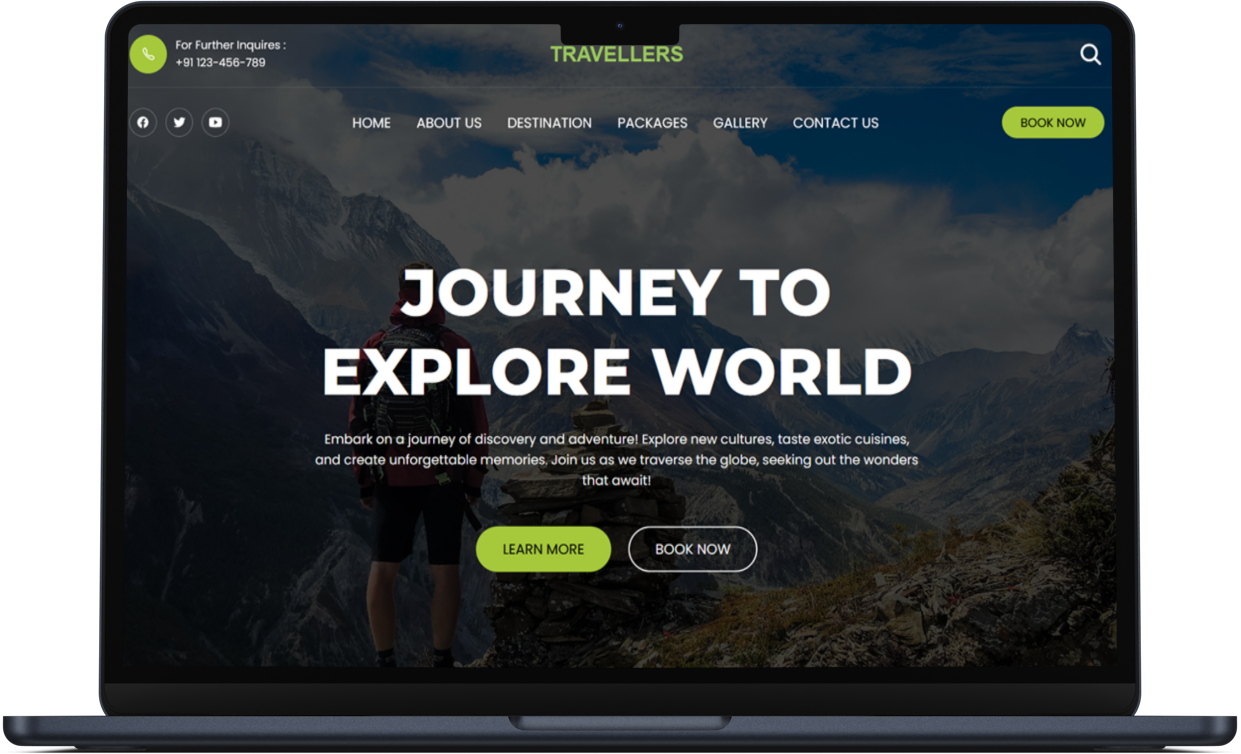 For Further Inquires :
+91 123-456-789
TRAVELLERS
HOME ABOUT US DESTINATION PACKAGES GALLERY CONTACT US
BOOK NOW
JOURNEY TO
EXPLORE WORLD
Embark on a journey of discovery and adventure! Explore new cultures, taste exotic cuisines,
and create unforgettable memories. Join us as we traverse the globe, seeking out the wonders
that await!
LEARN MORE
BOOK NOW